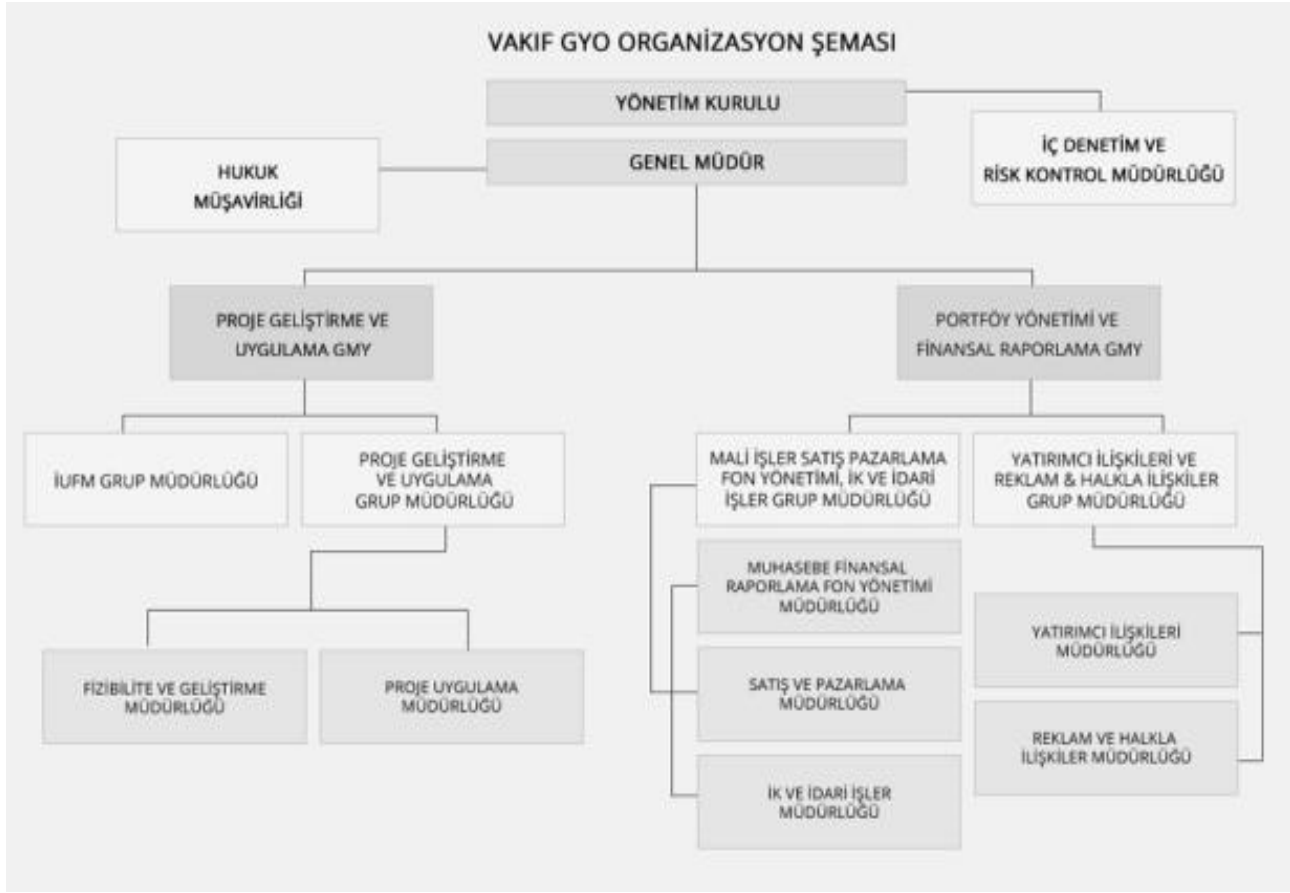 VAKIF GYO ORGANİZASYON ŞEMASI
YÖNETİM KURULU
İÇ DENETİM VE
RİSK KONTROL MÜDÜRLÜĞÜ
GENEL MÜDÜR
HUKUK
MÜŞAVİRLİĞİ
PROJE GELİŞTİRME VE
UYGULAMA GMY
PORTFÖY YÖNETİMİ VE
FİNANSAL RAPORLAMA GMY
İUFM GRUP MÜDÜRLÜĞÜ
PROJE GELİŞTİRME
VE UYGULAMA
GRUP MÜDÜRLÜĞÜ
MALİ İŞLER SATIŞ PAZARLAMA
FON YÖNETİMİ, İK VE İDARİ
İŞLER GRUP MÜDÜRLÜĞÜ
YATIRIMCI İLİŞKİLERİ VE
REKLAM & HALKLA İLİŞKİLER
GRUP MÜDÜRLÜĞÜ
FİZİBİLİTE VE GELİŞTİRME
MÜDÜRLÜĞÜ
PROJE UYGULAMA
MÜDÜRLÜĞÜ
MUHASEBE FİNANSAL
RAPORLAMA FON YÖNETİMİ
MÜDÜRLÜĞÜ
SATIŞ VE PAZARLAMA
MÜDÜRLÜĞÜ
İK VE İDARİ İŞLER
MÜDÜRLÜĞÜ
YATIRIMCI İLİŞKİLERİ
MÜDÜRLÜĞÜ
REKLAM VE HALKLA
İLİŞKİLER MÜDÜRLÜĞÜ